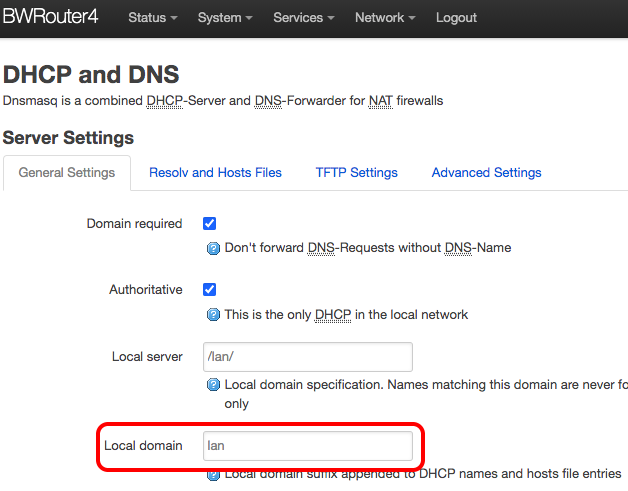 BWRouter4 Status System Services Network Logout
DHCP and DNS
Dnsmasq is a combined DHCP-Server and DNS-Forwarder for NAT firewalls
Server Settings
General Settings Resolv and Hosts Files TFTP Settings Advanced Settings
Domain required
Don't forward DNS-Requests without DNS-Name
Authoritative
This is the only DHCP in the local network
Local server /lan/
Local domain specification. Names matching this domain are never fo
only
Local domain lan
Local domain suffix appended to DHCP names and hosts file entries